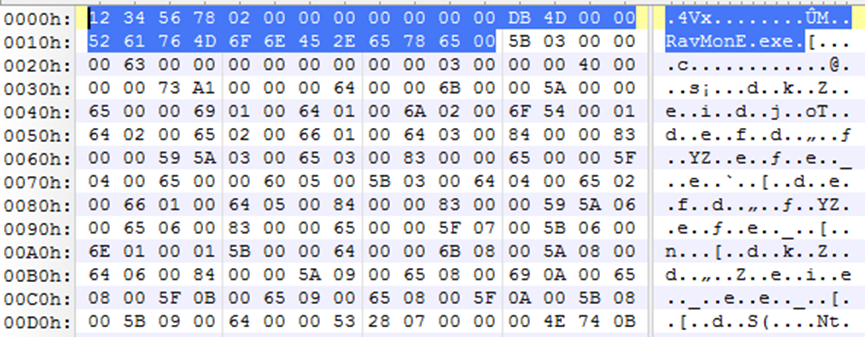 0000h: 12 34 56 78 02 00 00 00 00 00 00 00 DB 4D 00 00 .4Vx........ÛM..
0010h: 52 61 76 4D 6F 6E 45 2E 65 78 65 00 5B 03 00 00 RavMonE.exe.[...
0020h: 00 63 00 00 00 00 00 00 00 00 03 00 00 00 40 00 .c............@.
0030h: 00 00 73 A1 00 00 00 64 00 00 6B 00 00 5A 00 00 ..s¡...d..k..Z..
0040h: 65 00 00 69 01 00 64 01 00 6A 02 00 6F 54 00 01 e..i..d..j..oT..
0050h: 64 02 00 65 02 00 66 01 00 64 03 00 84 00 00 83 d..e..f..d..„..ƒ
0060h: 00 00 59 5A 03 00 65 03 00 83 00 00 65 00 00 5F ..YZ..e..ƒ..e.._
0070h: 04 00 65 00 00 60 05 00 5B 03 00 64 04 00 65 02 ..e..`..[..d..e.
0080h: 00 66 01 00 64 05 00 84 00 00 83 00 00 59 5A 06 .f..d..„..ƒ..YZ.
0090h: 00 65 06 00 83 00 00 65 00 00 5F 07 00 5B 06 00 .e..ƒ..e.._..[..
00A0h: 6E 01 00 01 5B 00 00 64 00 00 6B 08 00 5A 08 00 n...[..d..k..Z..
00B0h: 64 06 00 84 00 00 5A 09 00 65 08 00 69 0A 00 65 d..„..Z..e..i..e
00C0h: 08 00 5F 0B 00 65 09 00 65 08 00 5F 0A 00 5B 08 .._..e..e.._..[.
00D0h: 00 5B 09 00 64 00 00 53 28 07 00 00 00 4E 74 0B .[..d..S(....Nt.